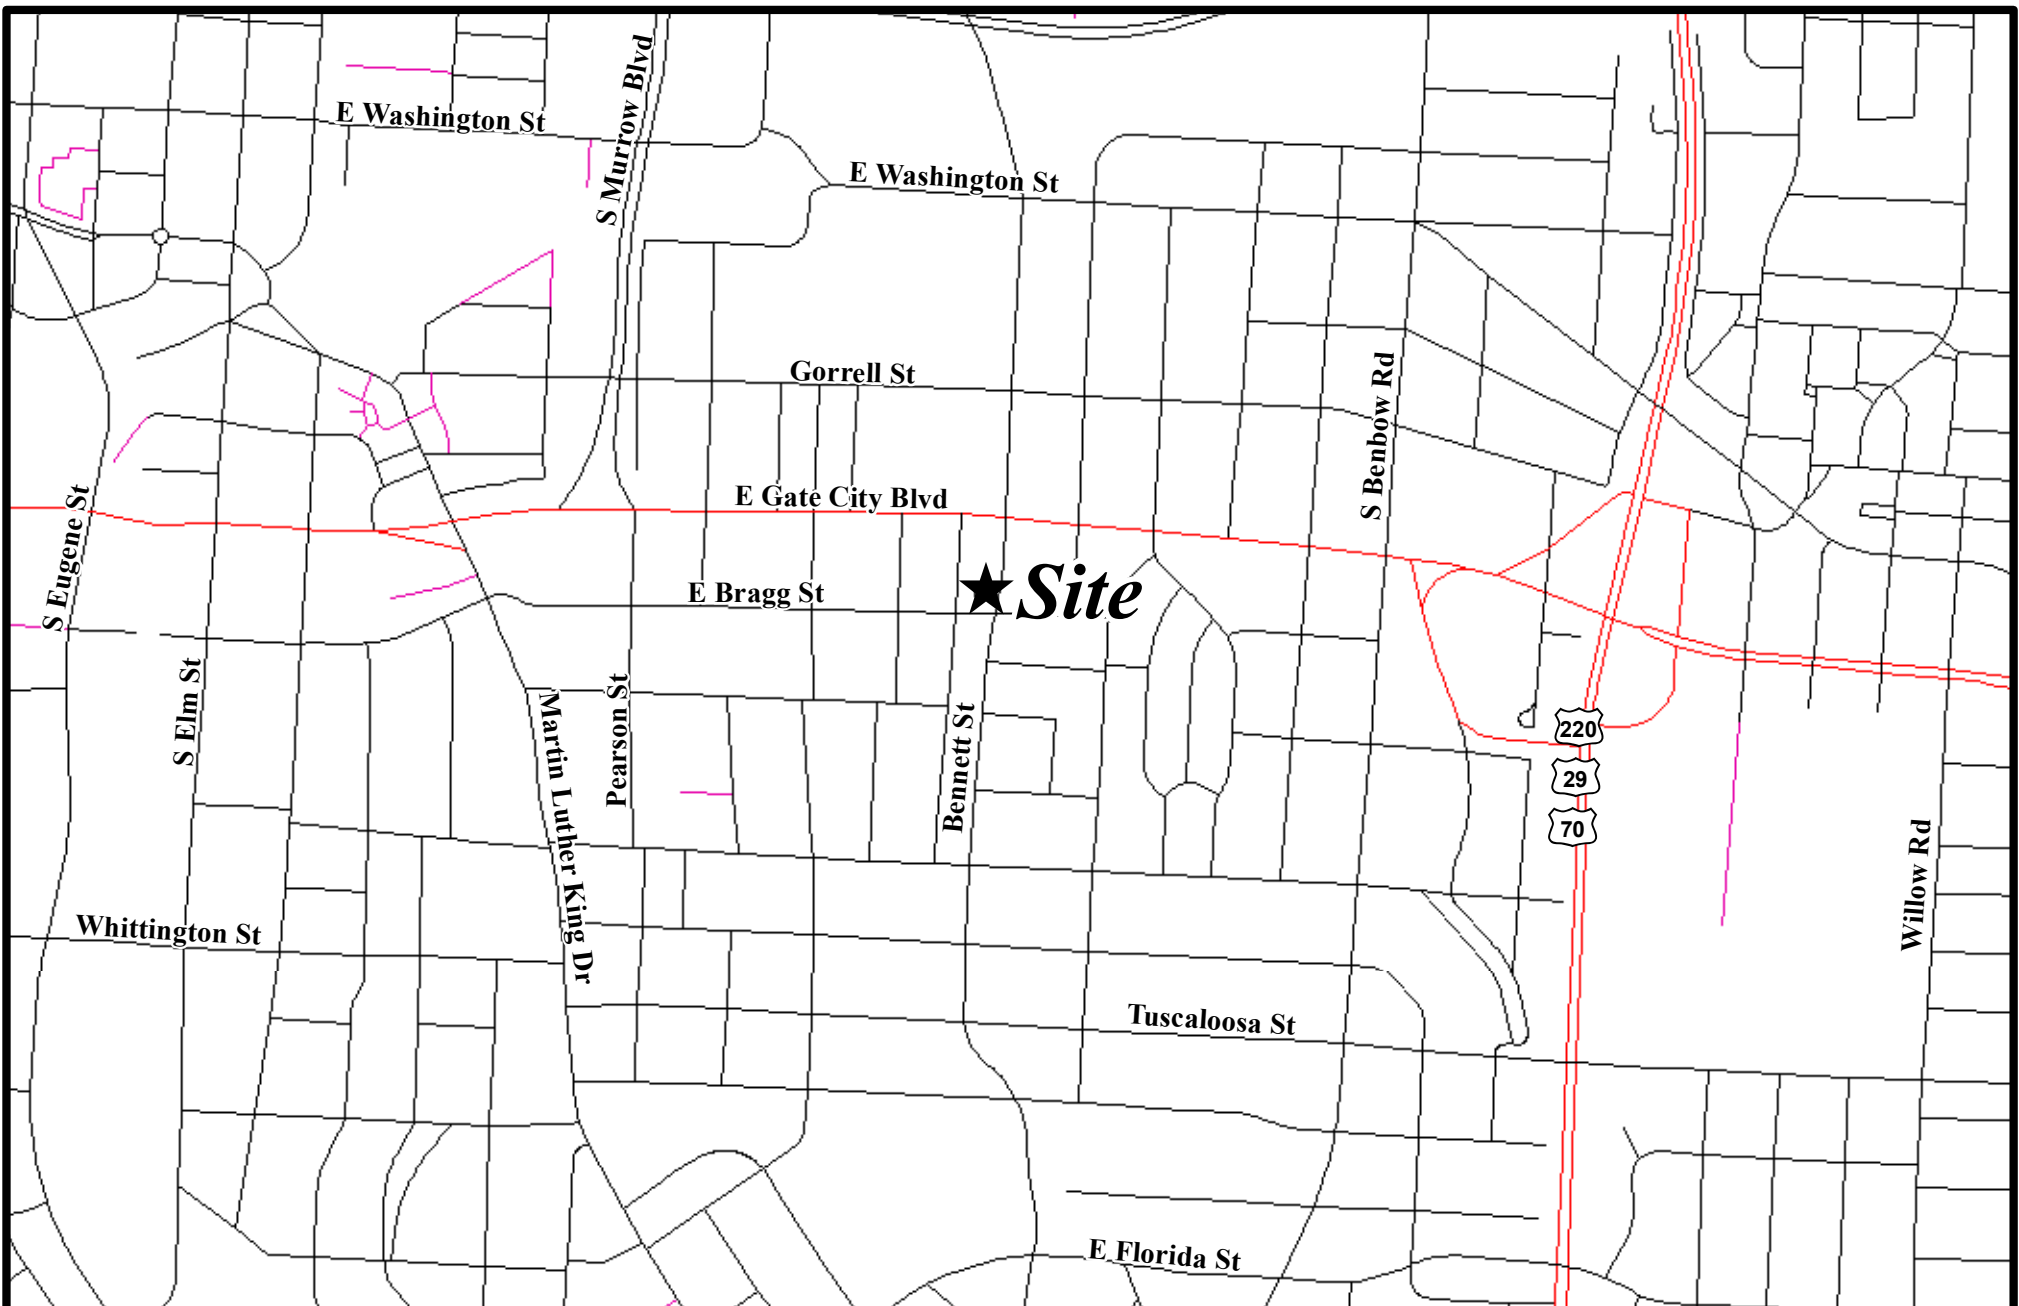 E Washington St
S Murrow Blvd
E Washington St
Gorrell St
S Benbow Rd
E Gate City Blvd
S Eugene St
E Bragg St
Site
S Elm St
Martin Luther King Dr
Pearson St
Bennett St
220
29
70
Willow Rd
Whittington St
Tuscaloosa St
E Florida St